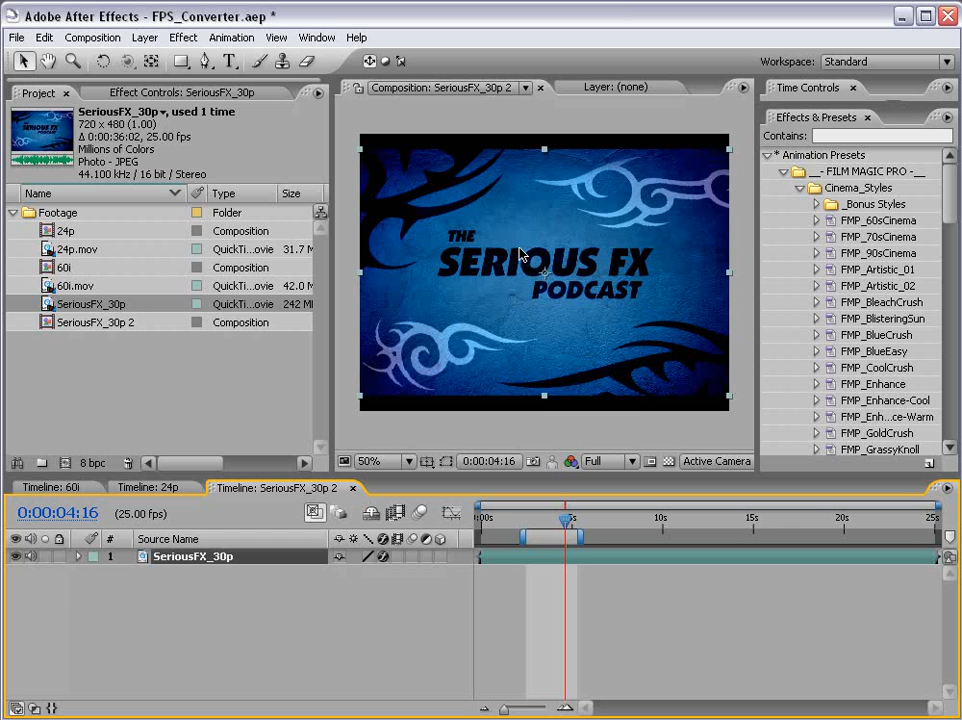 Adobe After Effects - FPS_Converter.aep *
File Edit Composition Layer Effect Animation View Window Help
Workspace: Standard
Project × Effect Controls: SeriousFX_30p
Composition: SeriousFX_30p 2 × Layer: (none)
Time Controls ×
SeriousFX_30p, used 1 time
720 x 480 (1.00)
Δ 0:00:36:02, 25.00 fps
Millions of Colors
Photo - JPEG
44.100 kHz / 16 bit / Stereo
Effects & Presets ×
Contains:
* Animation Presets
__- FILM MAGIC PRO -__
Cinema_Styles
_Bonus Styles
FMP_60sCinema
FMP_70sCinema
FMP_90sCinema
FMP_Artistic_01
FMP_Artistic_02
FMP_BleachCrush
FMP_BlisteringSun
FMP_BlueCrush
FMP_BlueEasy
FMP_CoolCrush
FMP_Enhance
FMP_Enhance-Cool
FMP_Enh...ce-Warm
FMP_GoldCrush
FMP_GrassyKnoll
Name Type Size
Footage Folder
24p Composition
24p.mov QuickTi...ovie 31.7 M
60i Composition
60i.mov QuickTi...ovie 42.0 M
SeriousFX_30p QuickTi...ovie 242 MI
SeriousFX_30p 2 Composition
THE
SERIOUS FX
PODCAST
8 bpc
50% 0:00:04:16 Full Active Camera
Timeline: 60i Timeline: 24p Timeline: SeriousFX_30p 2 ×
0:00:04:16 (25.00 fps)
:00s 5s 10s 15s 20s 25s
# Source Name
1 SeriousFX_30p